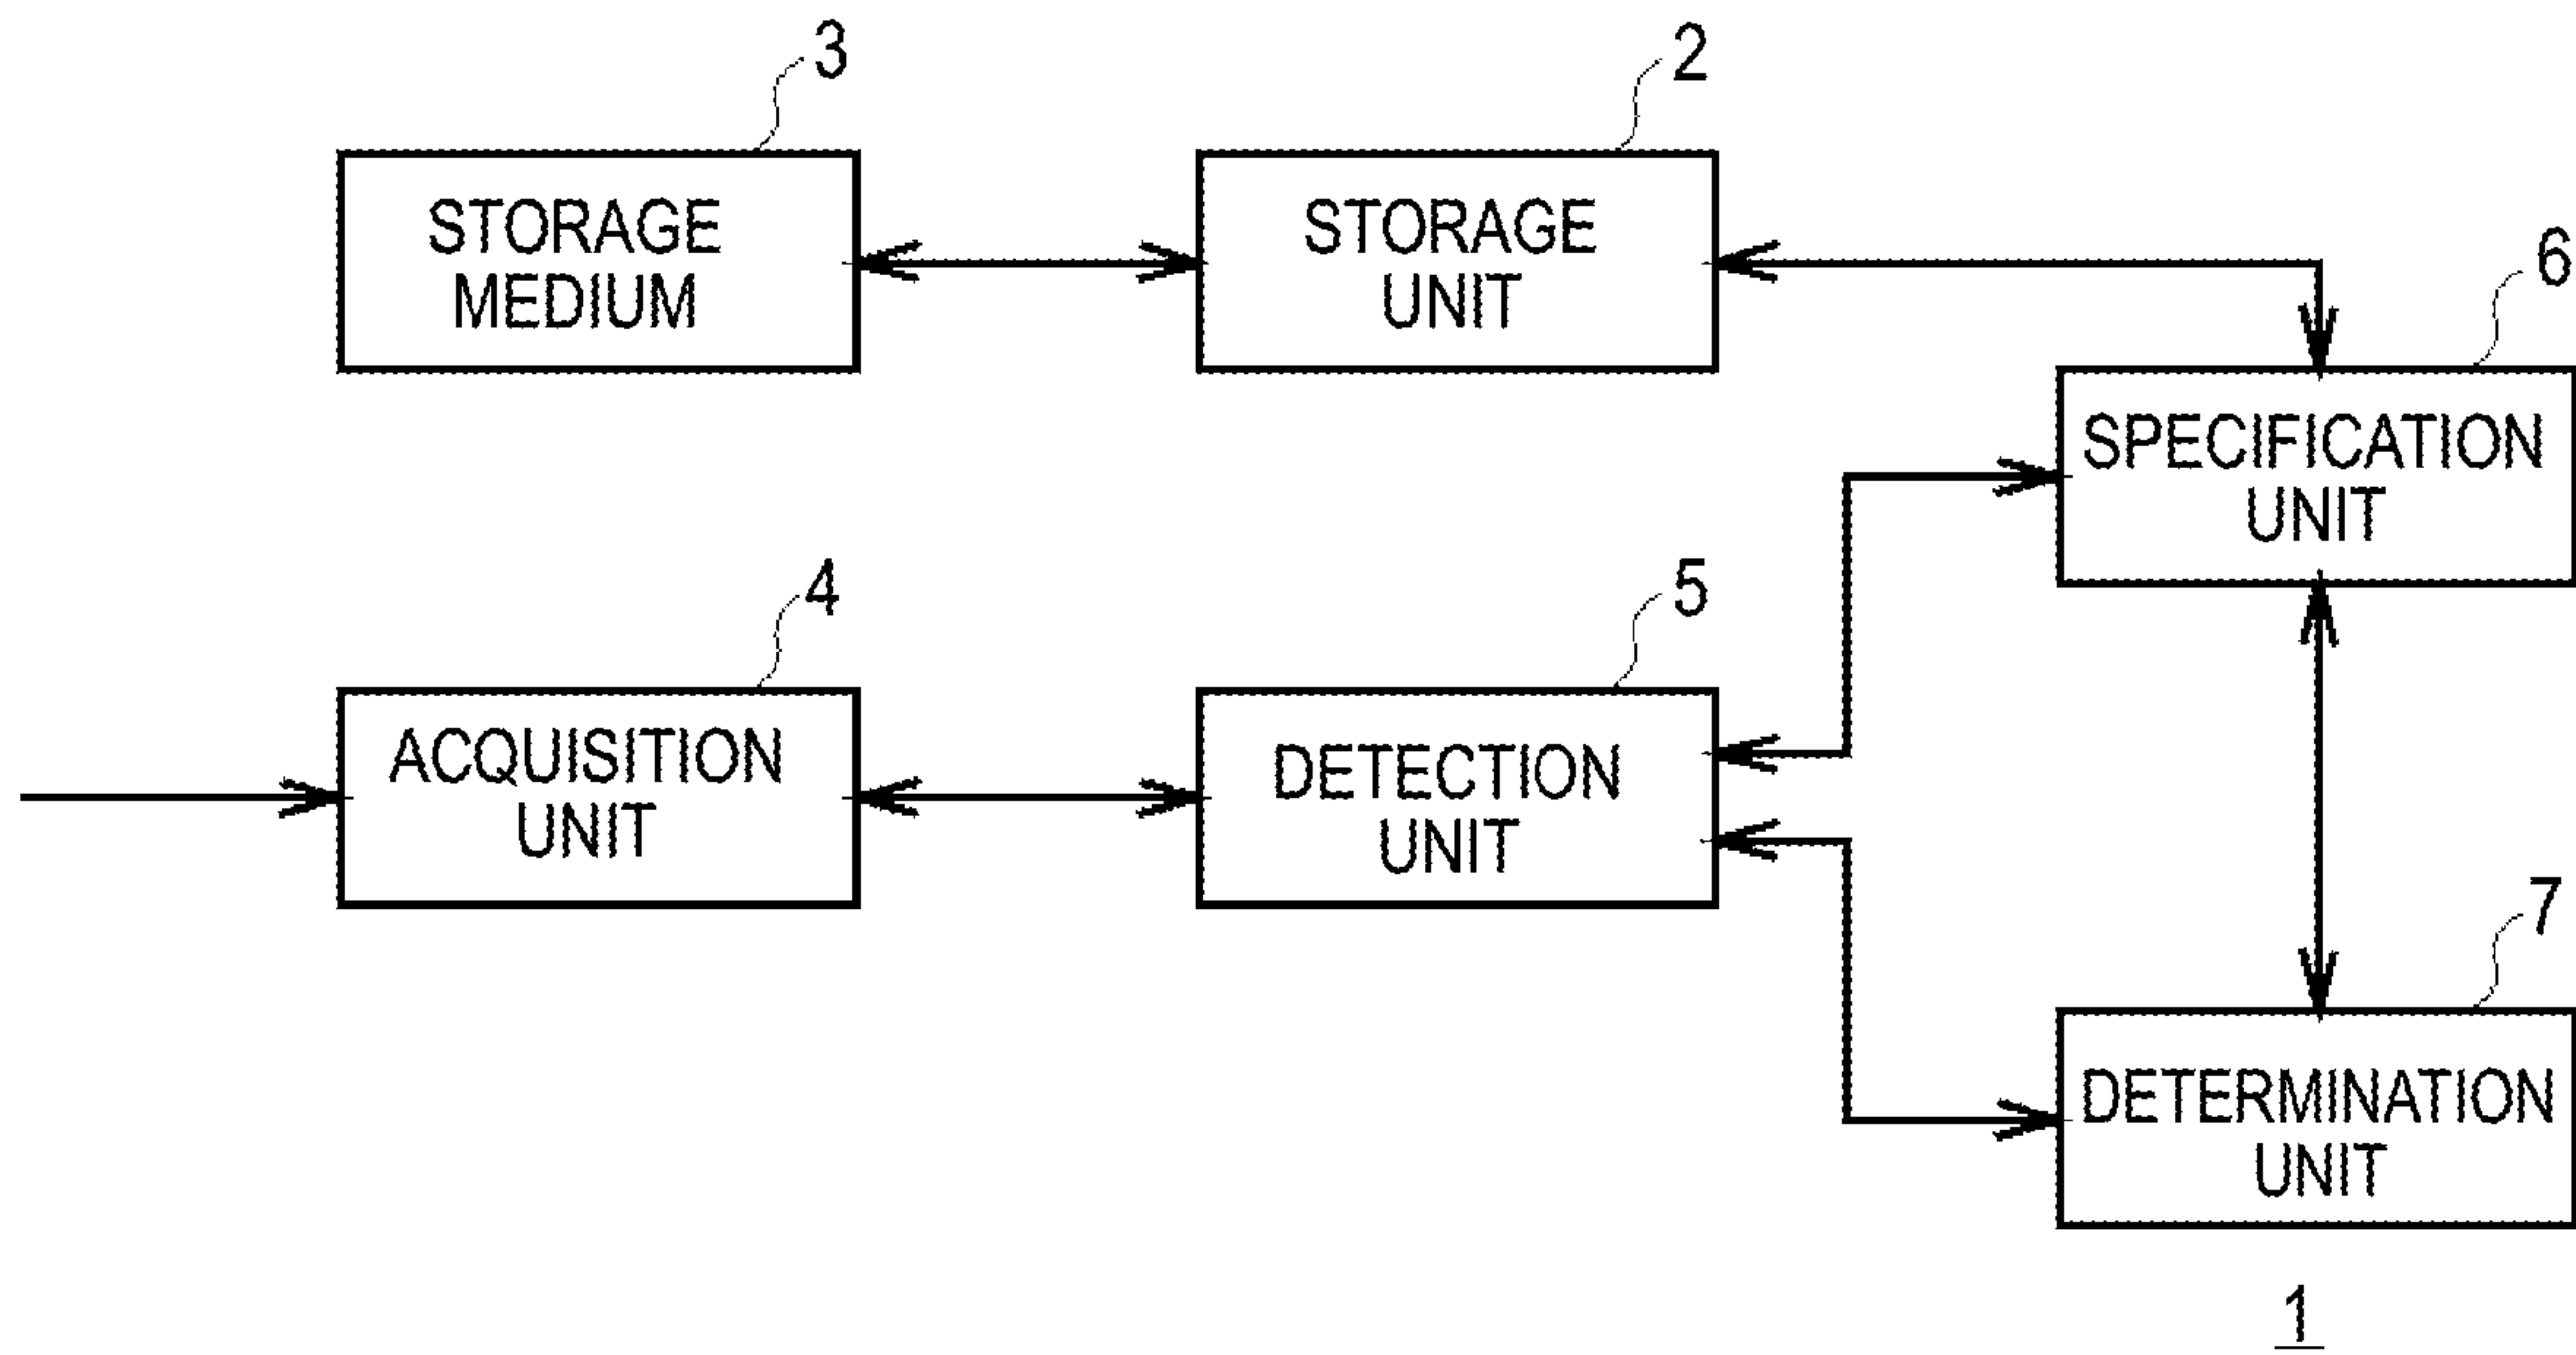 3
2
STORAGE
MEDIUM
STORAGE
UNIT
6
SPECIFICATION
UNIT
4
5
ACQUISITION
UNIT
DETECTION
UNIT
7
DETERMINATION
UNIT
1